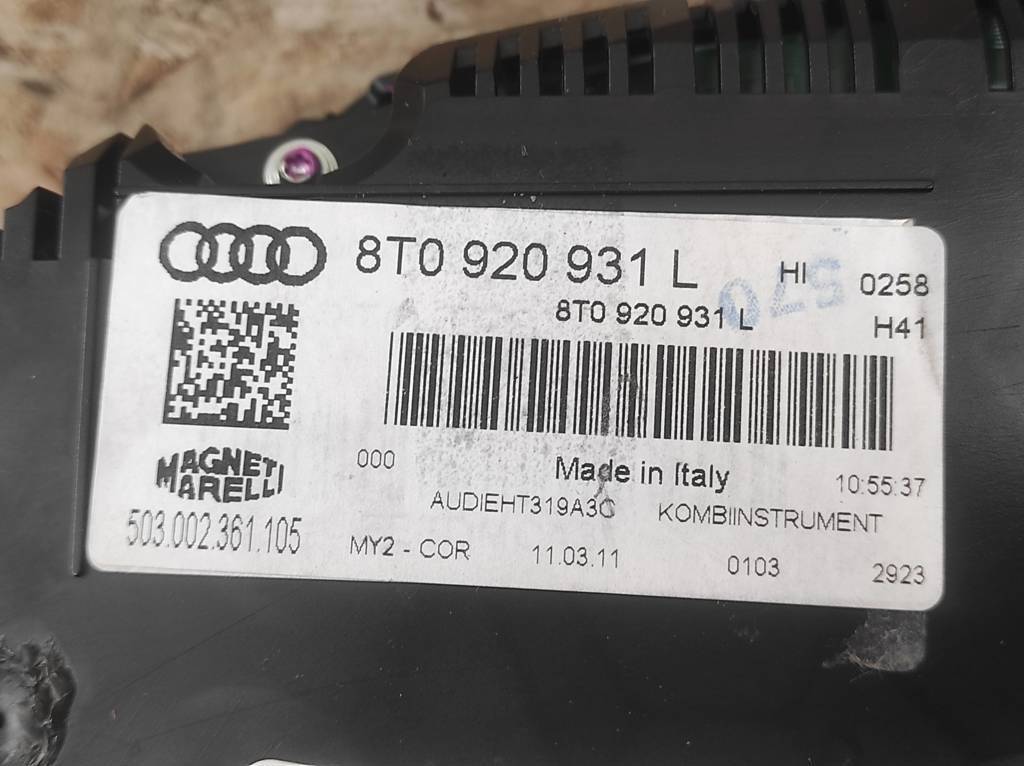 8T0 920 931 L HI 0258
8T0 920 931 L H41
570
MAGNETI
MARELLI
503.002.361.105
000 Made in Italy 10:55:37
AUDIEHT319A3C KOMBIINSTRUMENT
MY2 - COR 11.03.11 0103 2923